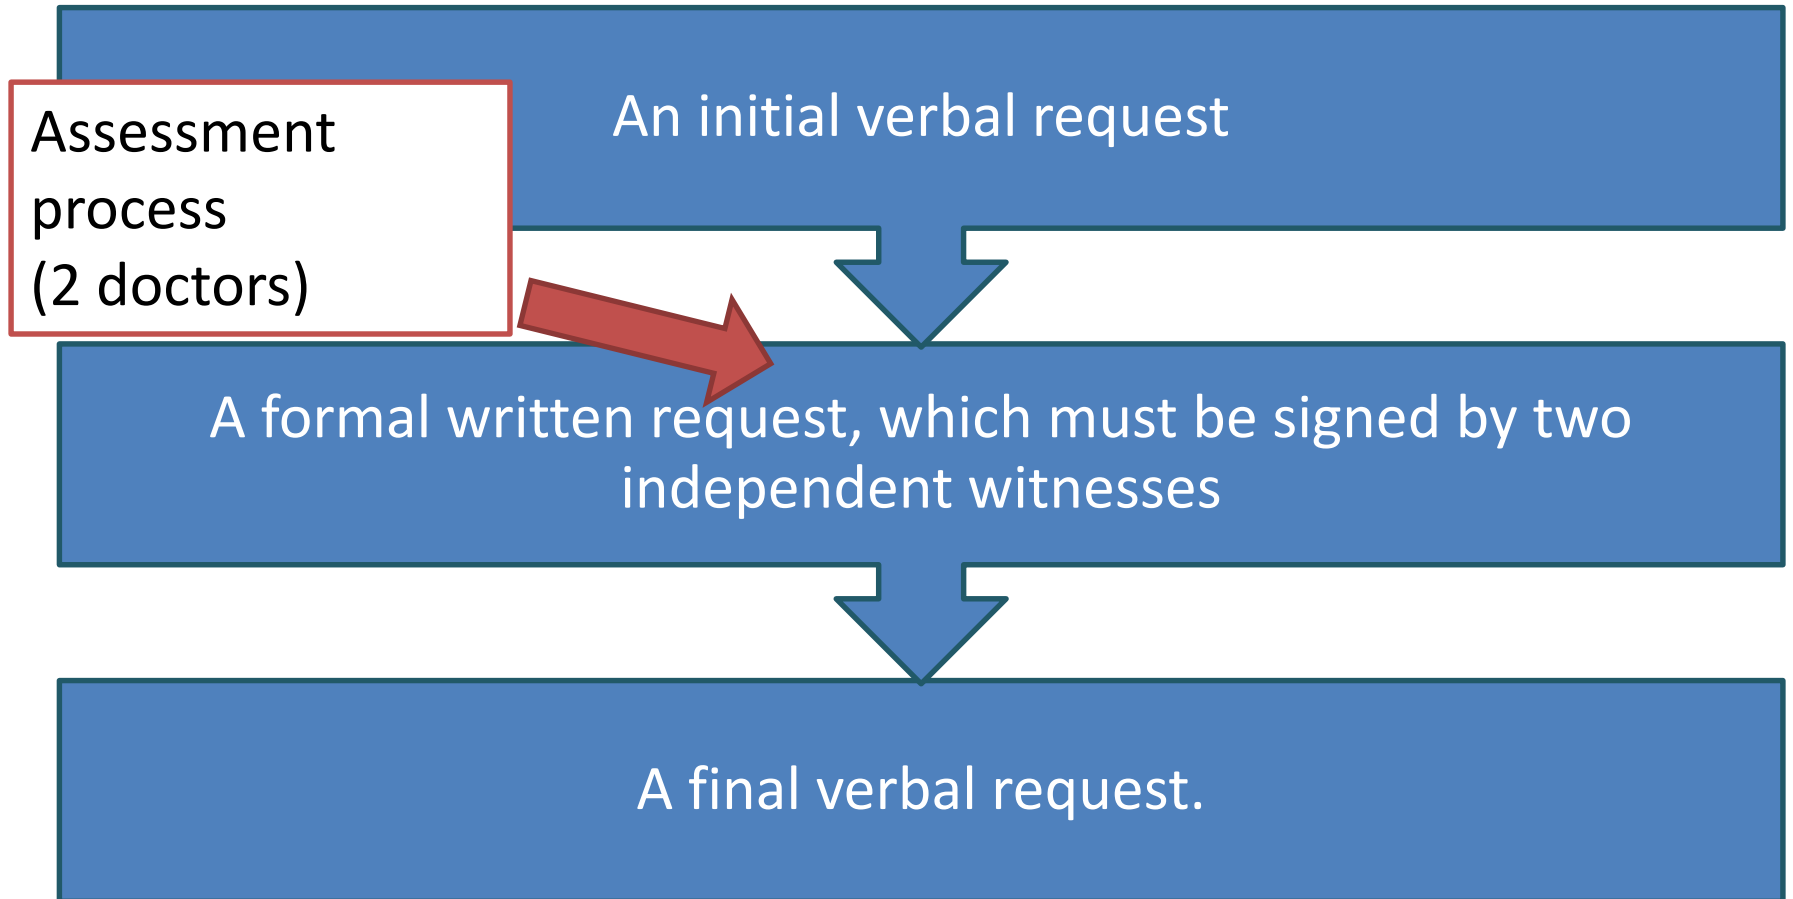 An initial verbal request
Assessment
process
(2 doctors)
A formal written request, which must be signed by two
independent witnesses
A final verbal request.